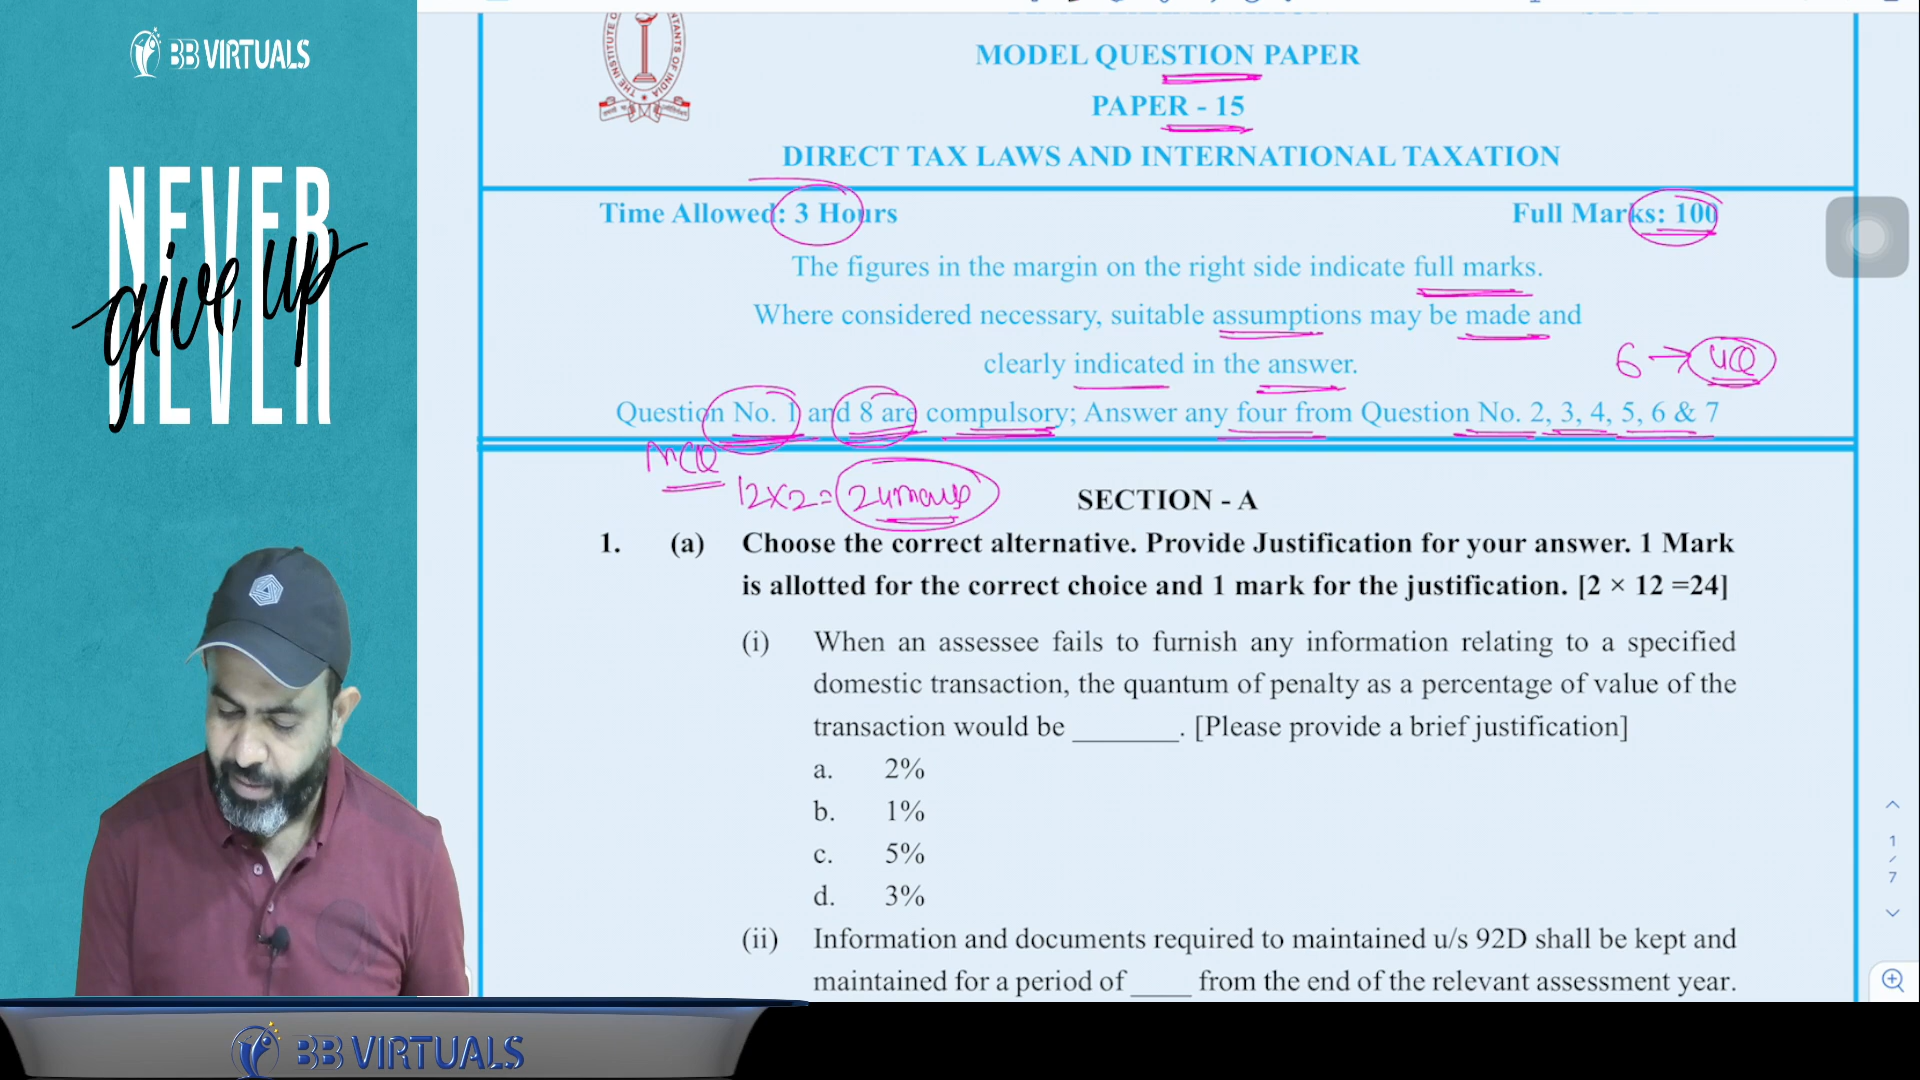 BB VIRTUALS
NEVER
give up
NEVER
MODEL QUESTION PAPER
PAPER - 15
DIRECT TAX LAWS AND INTERNATIONAL TAXATION
Time Allowed: 3 Hours Full Marks: 100
The figures in the margin on the right side indicate full marks.
Where considered necessary, suitable assumptions may be made and
clearly indicated in the answer.
6 → 4Q
Question No. 1 and 8 are compulsory; Answer any four from Question No. 2, 3, 4, 5, 6 & 7
MCQ
12x2=
SECTION - A
1. (a) Choose the correct alternative. Provide Justification for your answer. 1 Mark
is allotted for the correct choice and 1 mark for the justification. [2 × 12 =24]
(i) When an assessee fails to furnish any information relating to a specified
domestic transaction, the quantum of penalty as a percentage of value of the
transaction would be _______. [Please provide a brief justification]
a. 2%
b. 1%
c. 5%
d. 3%
(ii) Information and documents required to maintained u/s 92D shall be kept and
maintained for a period of ____ from the end of the relevant assessment year.
1
/
7
BB VIRTUALS